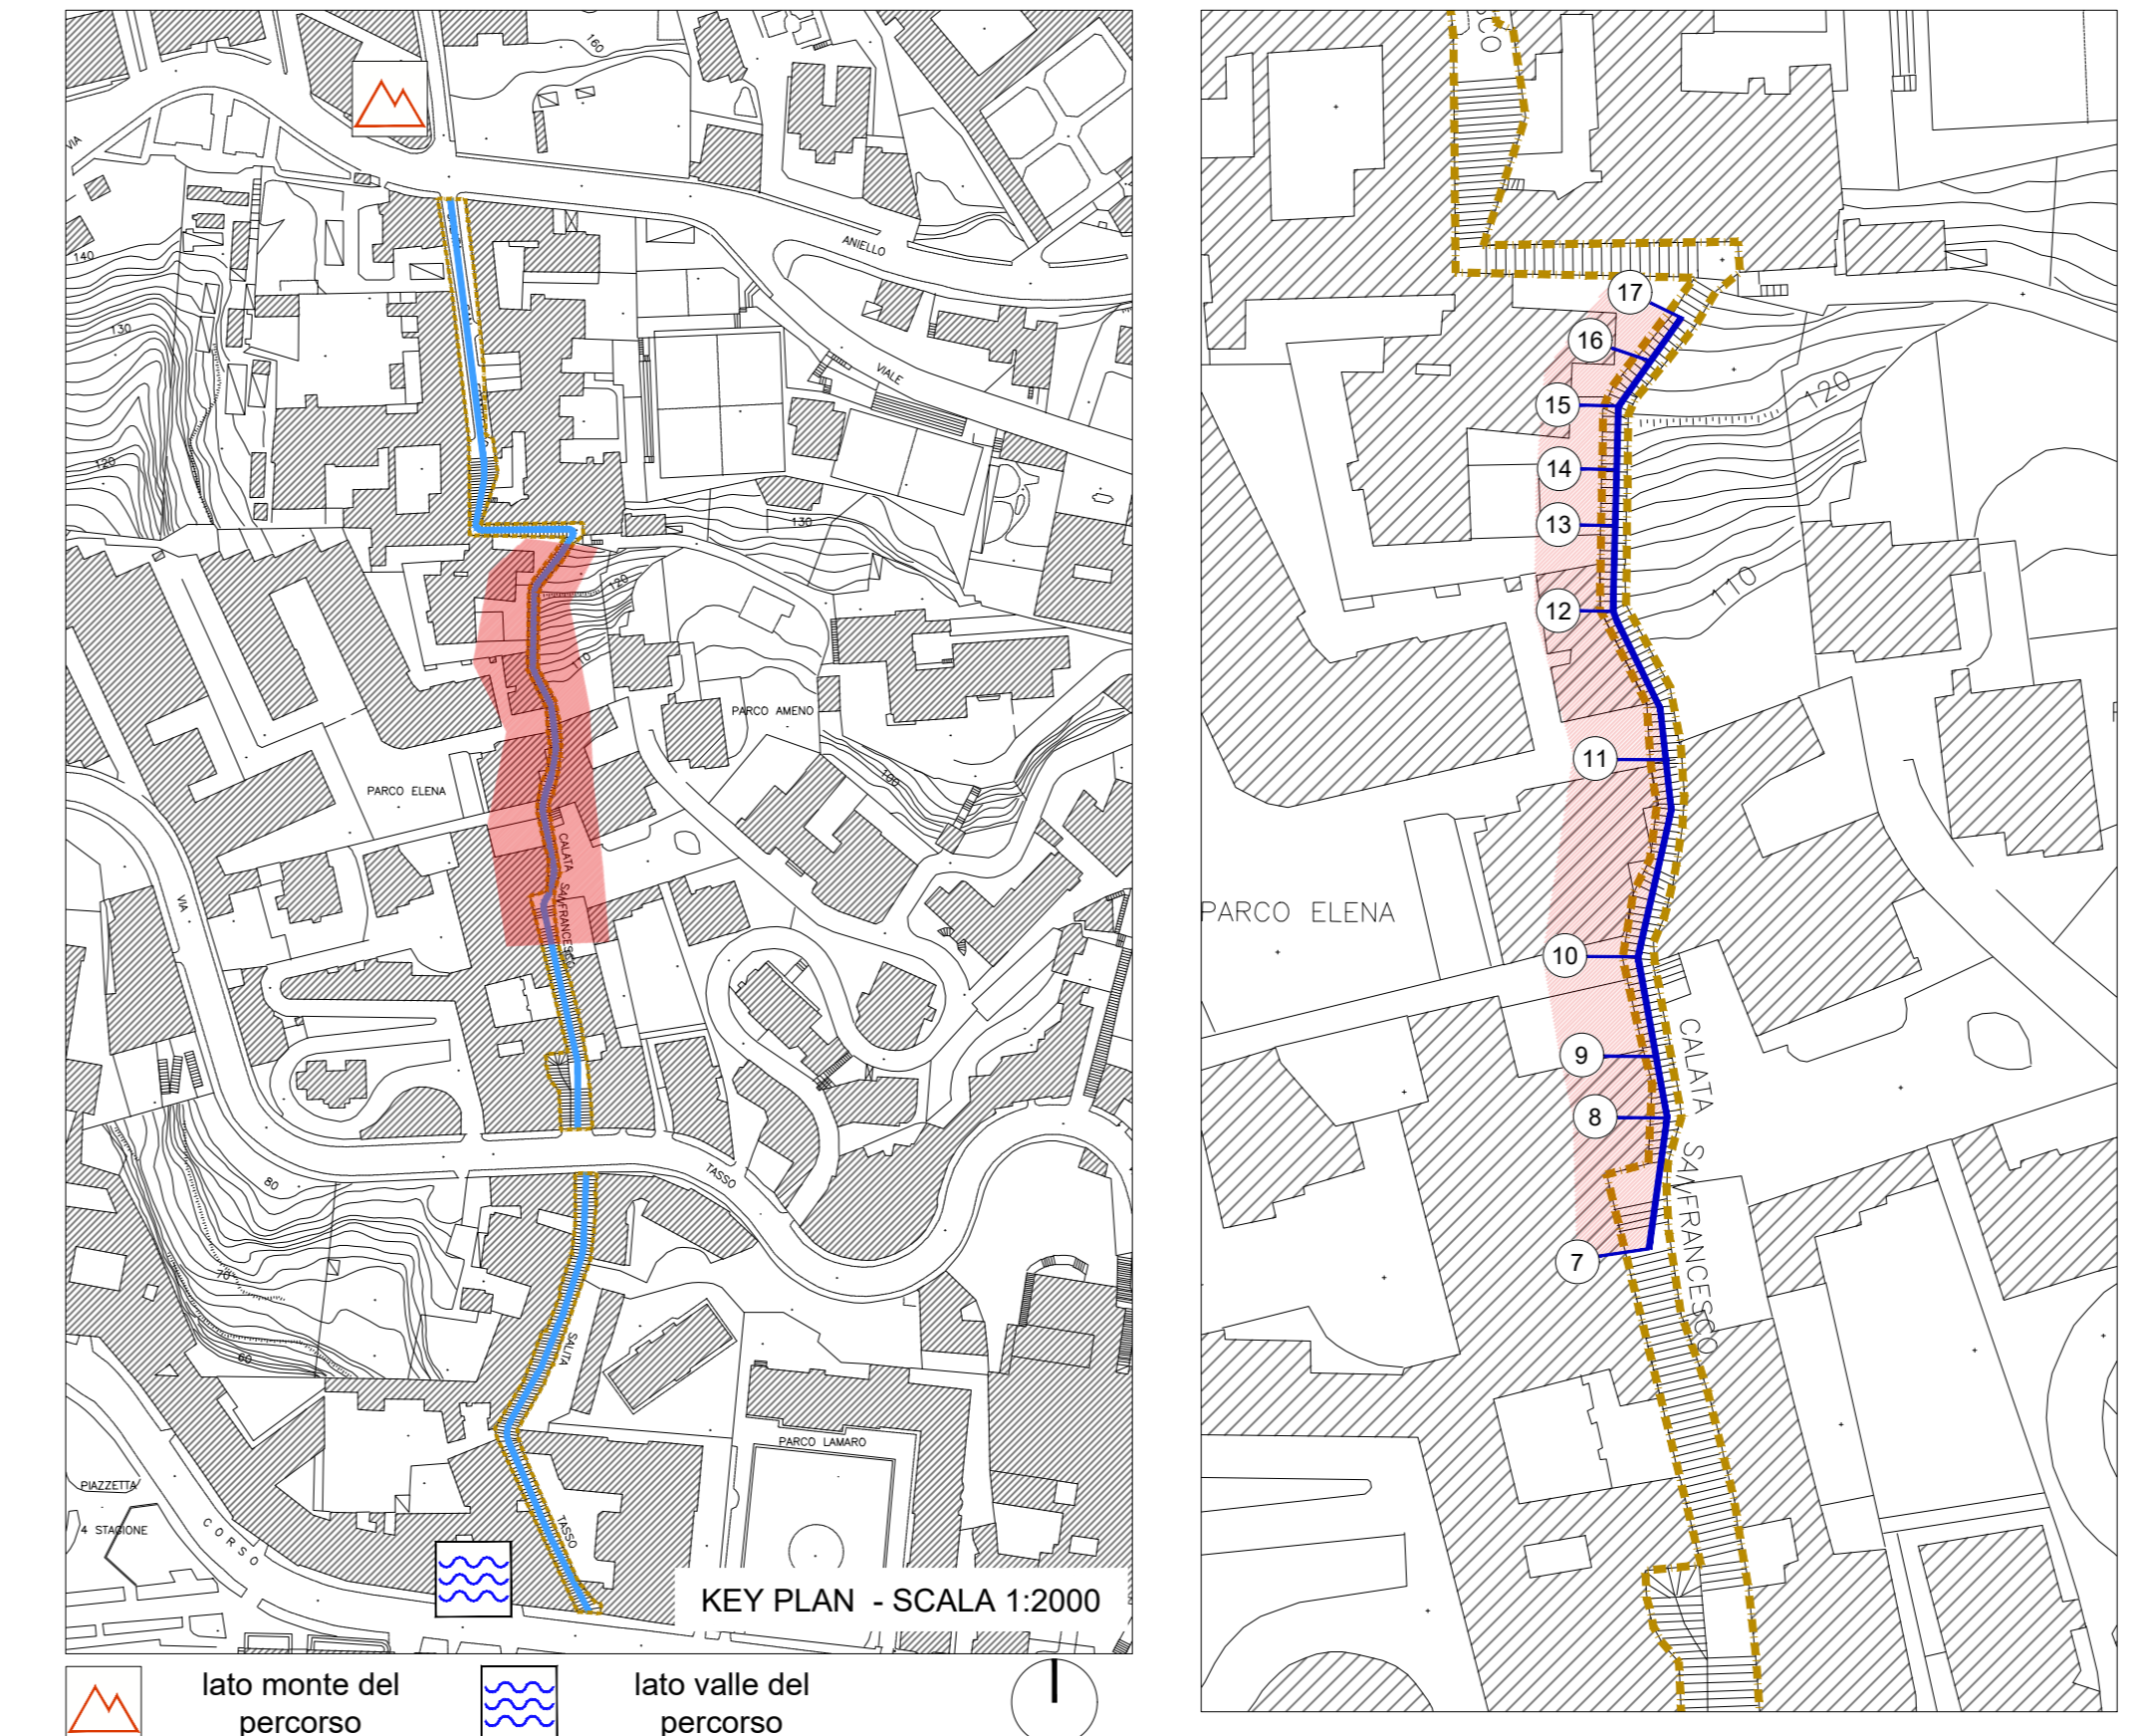 160
VIA
140
130
120
ANIELLO
VIALE
130
120
110
PARCO AMENO
PARCO ELENA
100
CALATA SAN FRANCESCO
VIA
TASSO
80
70
60
SALITA
TASSO
PARCO LAMARO
PIAZZETTA
4 STAGIONE
CORSO
KEY PLAN - SCALA 1:2000
lato monte del
percorso
lato valle del
percorso
17
16
15
14
13
12
11
10
9
8
7
120
110
PARCO ELENA
CALATA SAN FRANCESCO